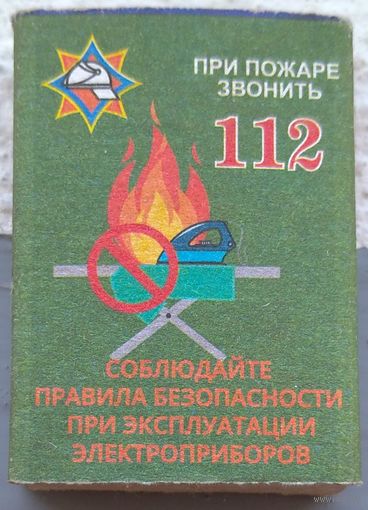 ПРИ ПОЖАРЕ
ЗВОНИТЬ
112
СОБЛЮДАЙТЕ
ПРАВИЛА БЕЗОПАСНОСТИ
ПРИ ЭКСПЛУАТАЦИИ
ЭЛЕКТРОПРИБОРОВ